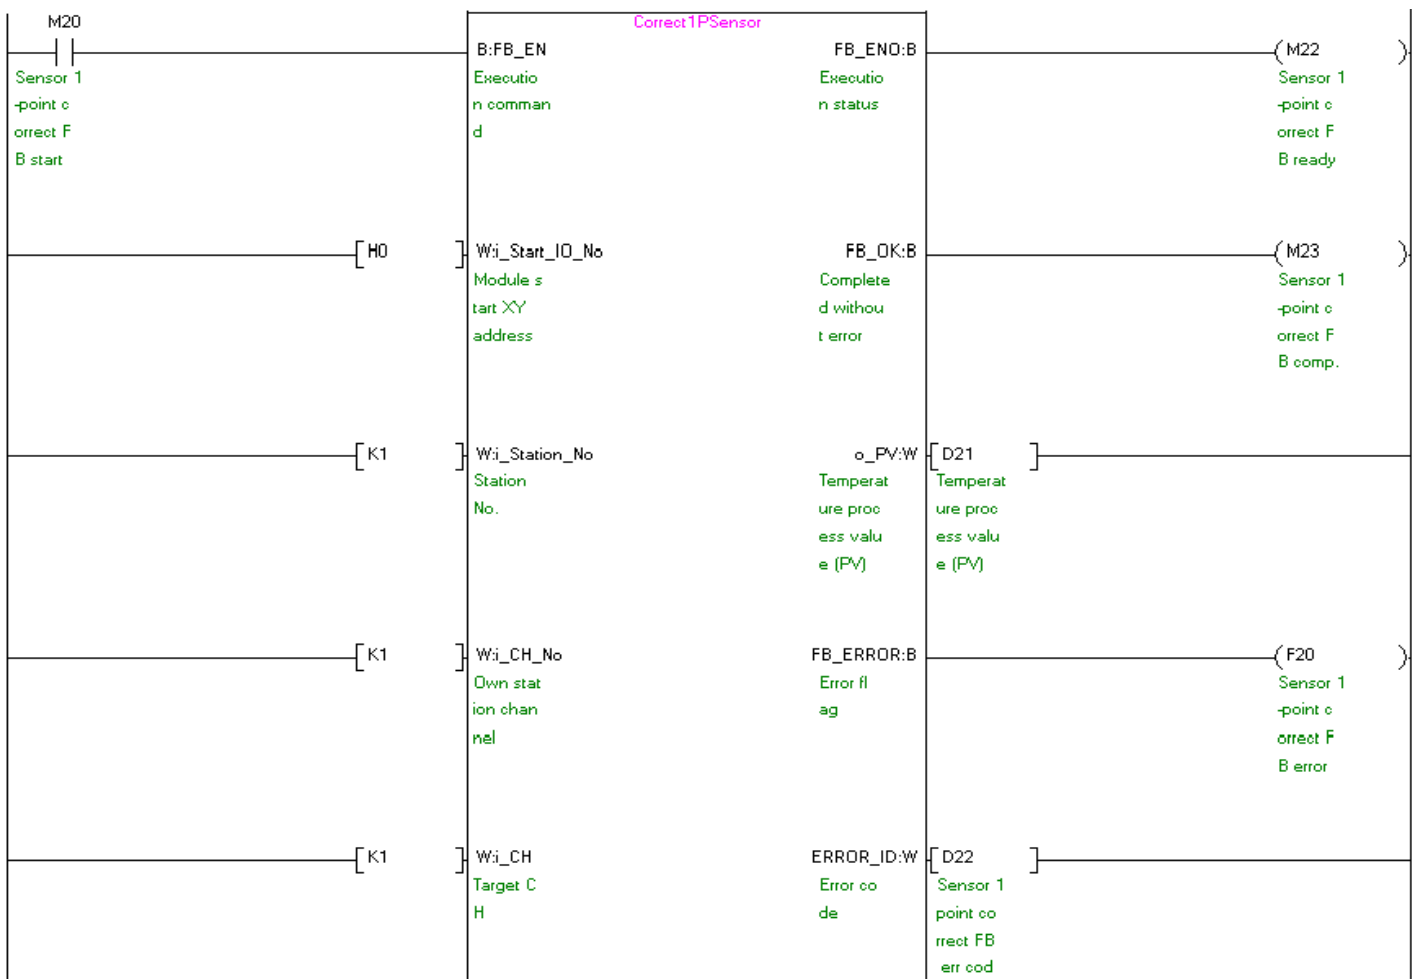 M20
Correct1PSensor
B:FB_EN
FB_ENO:B
M22
Sensor 1
-point c
orrect F
B start
Executio
n comman
d
Executio
n status
Sensor 1
-point c
orrect F
B ready
H0
W:i_Start_IO_No
FB_OK:B
M23
Module s
tart XY
address
Complete
d withou
t error
Sensor 1
-point c
orrect F
B comp.
K1
W:i_Station_No
o_PV:W
D21
Station
No.
Temperat
ure proc
ess valu
e (PV)
Temperat
ure proc
ess valu
e (PV)
K1
W:i_CH_No
FB_ERROR:B
F20
Own stat
ion chan
nel
Error fl
ag
Sensor 1
-point c
orrect F
B error
K1
W:i_CH
ERROR_ID:W
D22
Target C
H
Error co
de
Sensor 1
point co
rrect FB
err cod